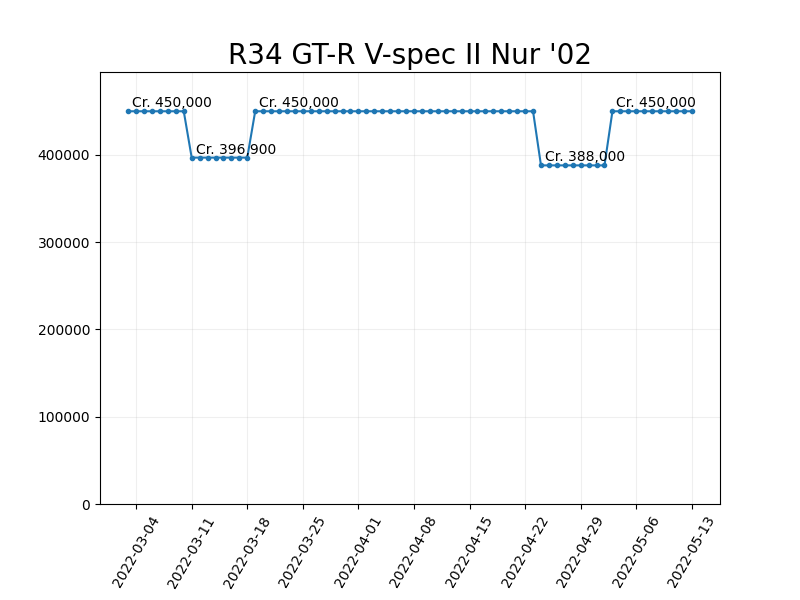 R34 GT-R V-spec II Nur '02
Cr. 450,000
Cr. 450,000
Cr. 450,000
Cr. 396,900
Cr. 388,000
400000
300000
200000
100000
0
2022-03-04
2022-03-11
2022-03-18
2022-03-25
2022-04-01
2022-04-08
2022-04-15
2022-04-22
2022-04-29
2022-05-06
2022-05-13